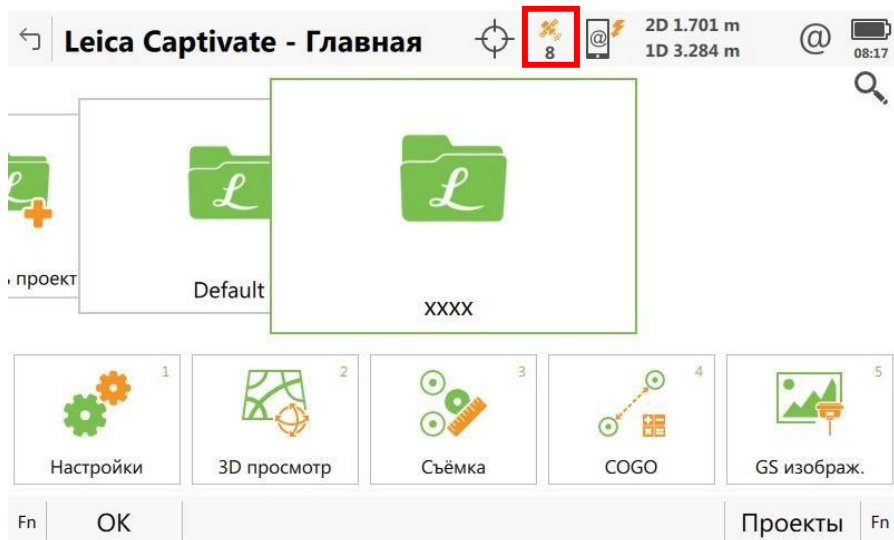 Leica Captivate - Главная
8
@
2D 1.701 m
1D 3.284 m
@
08:17
проект
Default
xxxx
1
2
3
4
5
Настройки
3D просмотр
Съёмка
COGO
GS изображ.
Fn
OK
Проекты
Fn